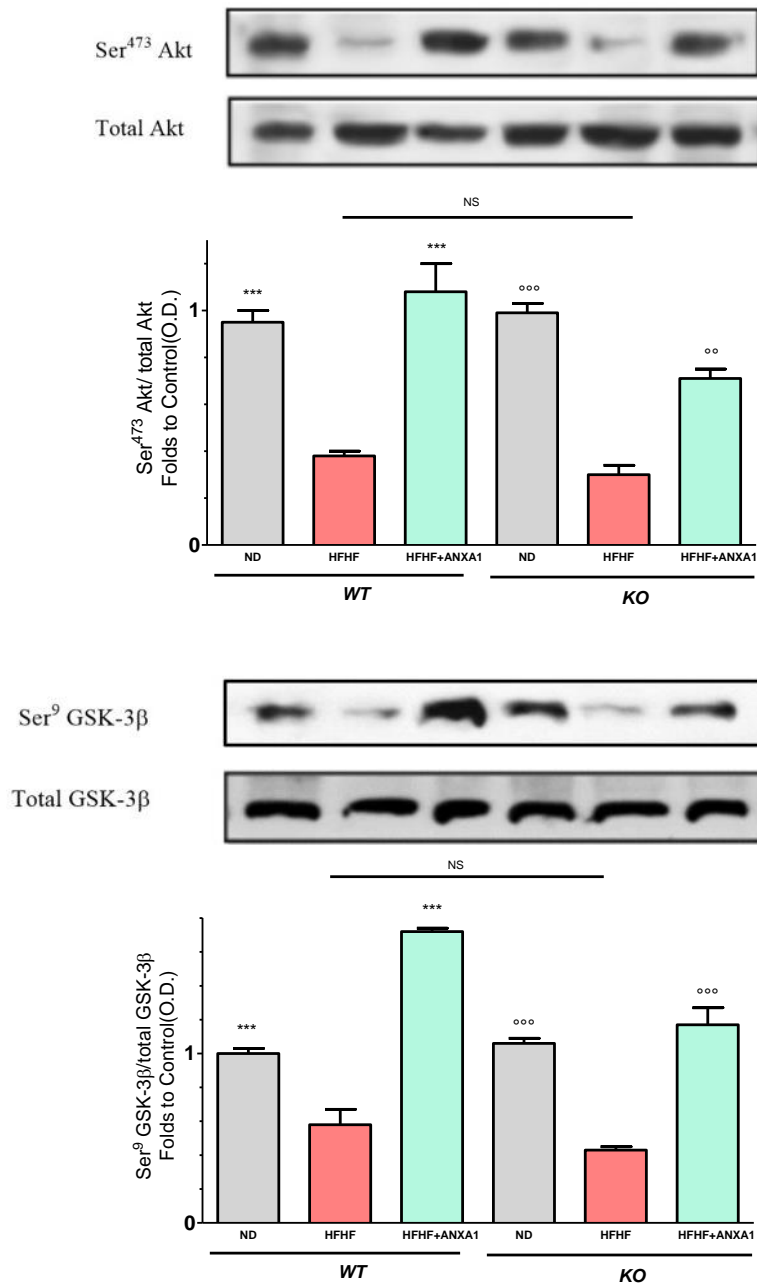 Ser⁴⁷³ Akt
Total Akt
NS
***
***
°°°
°°
1
0
Ser⁴⁷³ Akt/ total Akt
Folds to Control(O.D.)
ND
HFHF
HFHF+ANXA1
ND
HFHF
HFHF+ANXA1
WT
KO
Ser⁹ GSK-3β
Total GSK-3β
NS
***
***
°°°
°°°
1
0
Ser⁹ GSK-3β/total GSK-3β
Folds to Control(O.D.)
ND
HFHF
HFHF+ANXA1
ND
HFHF
HFHF+ANXA1
WT
KO